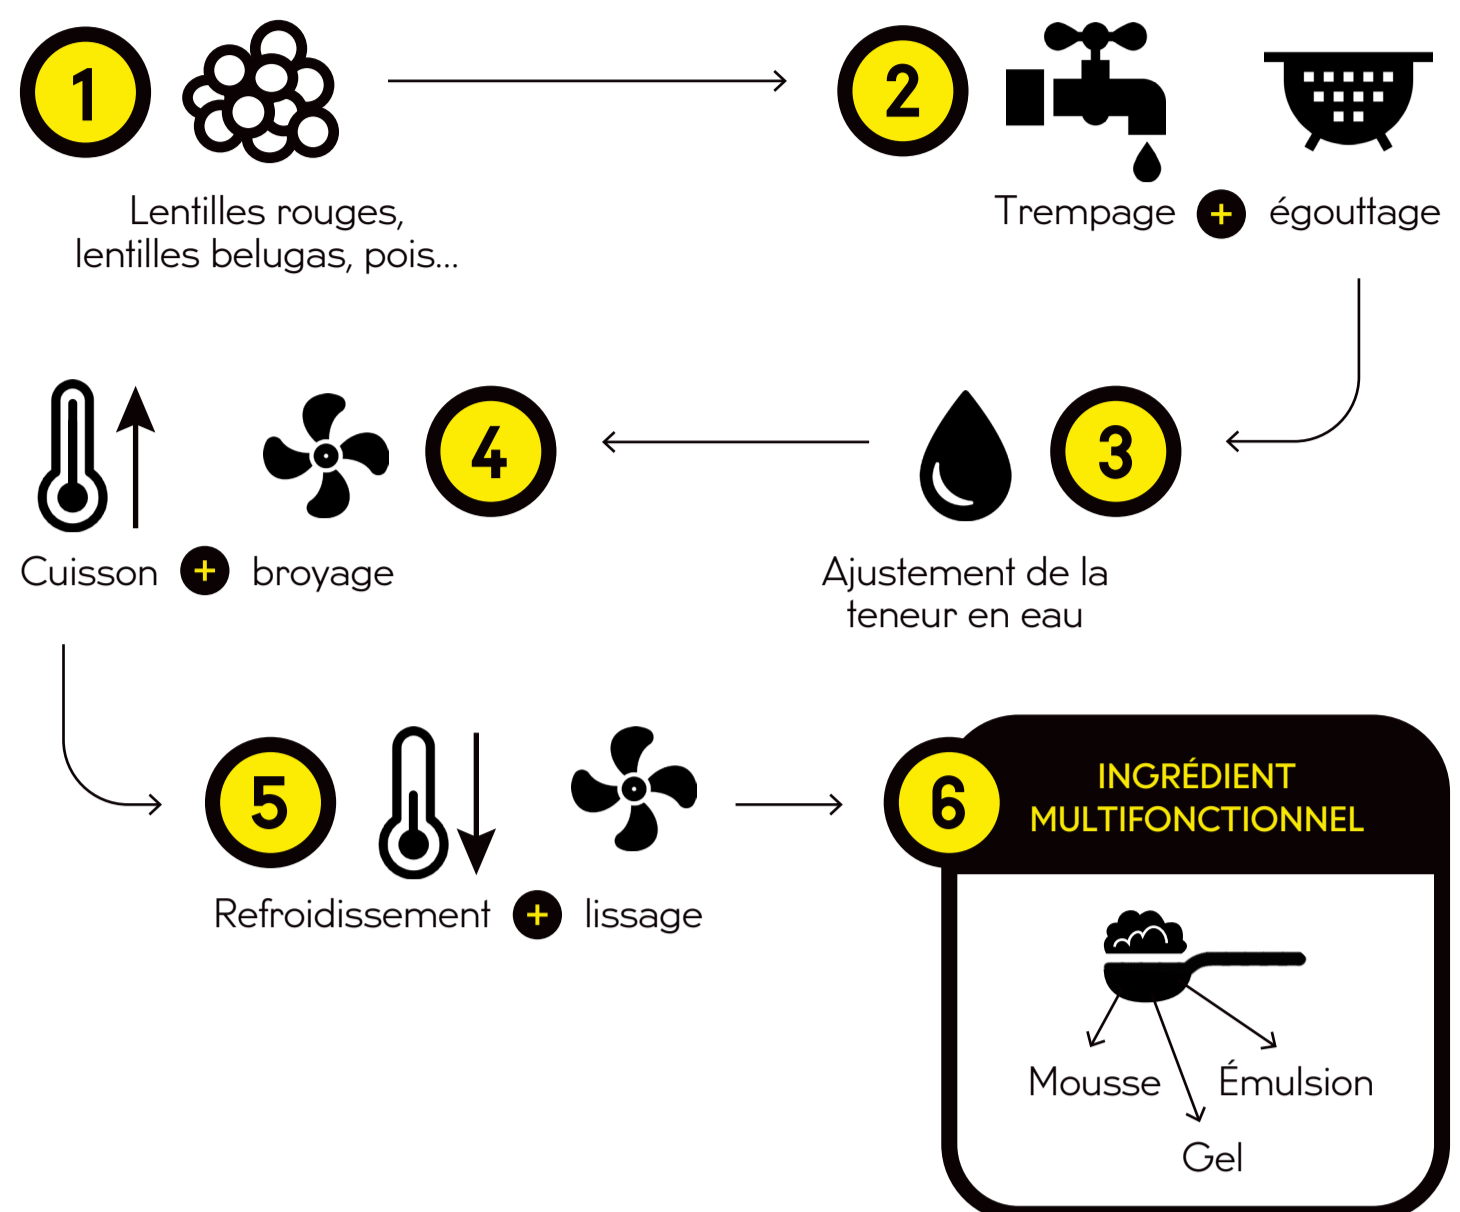 1
Lentilles rouges,
lentilles belugas, pois...
2
Trempage + égouttage
3
Ajustement de la
teneur en eau
4
Cuisson + broyage
5
Refroidissement + lissage
6
INGRÉDIENT
MULTIFONCTIONNEL
Mousse
Émulsion
Gel